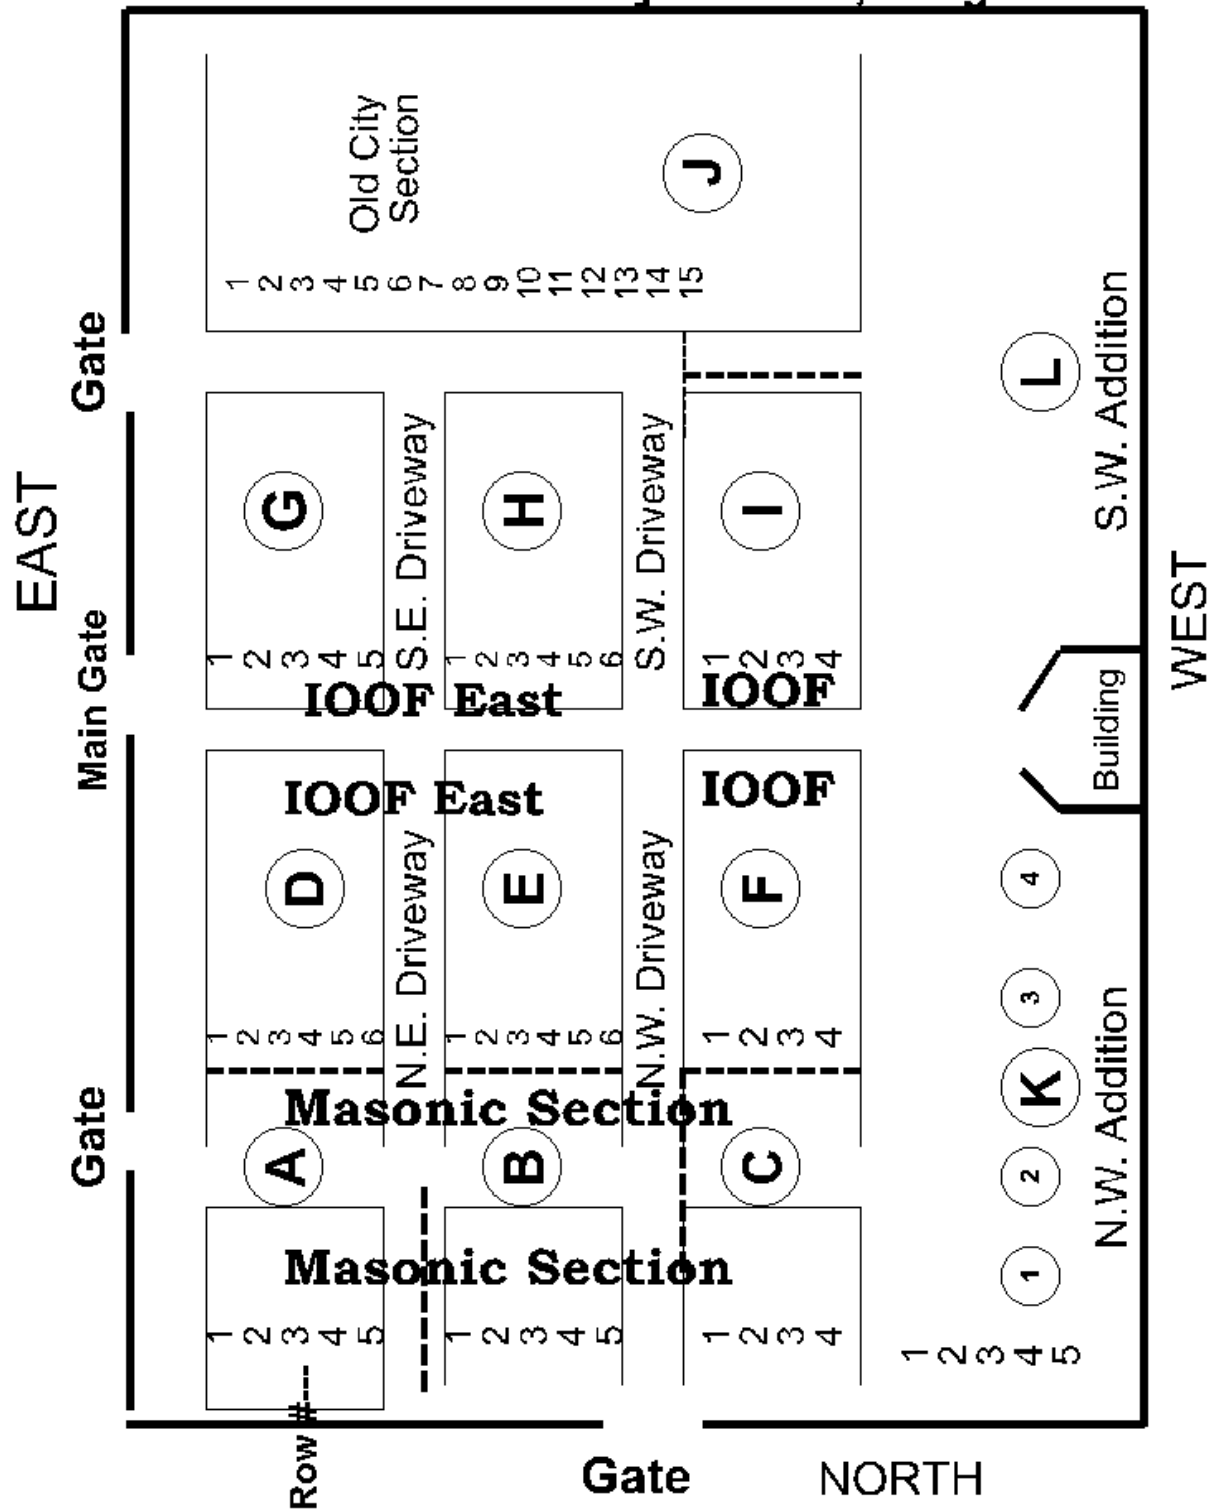 EAST
Gate
Main Gate
Gate
Old City
Section
J
1
2
3
4
5
6
7
8
9
10
11
12
13
14
15
G
1
2
3
4
5
S.E. Driveway
H
1
2
3
4
5
6
S.W. Driveway
I
1
2
3
4
IOOF East
IOOF
IOOF East
IOOF
D
1
2
3
4
5
6
N.E. Driveway
E
1
2
3
4
5
6
N.W. Driveway
F
1
2
3
4
Masonic Section
A
B
C
Masonic Section
1
2
3
4
5
1
2
3
4
5
1
2
3
4
Row #----
L
S.W. Addition
WEST
Building
4
3
K
2
1
N.W. Addition
1
2
3
4
5
Gate
NORTH